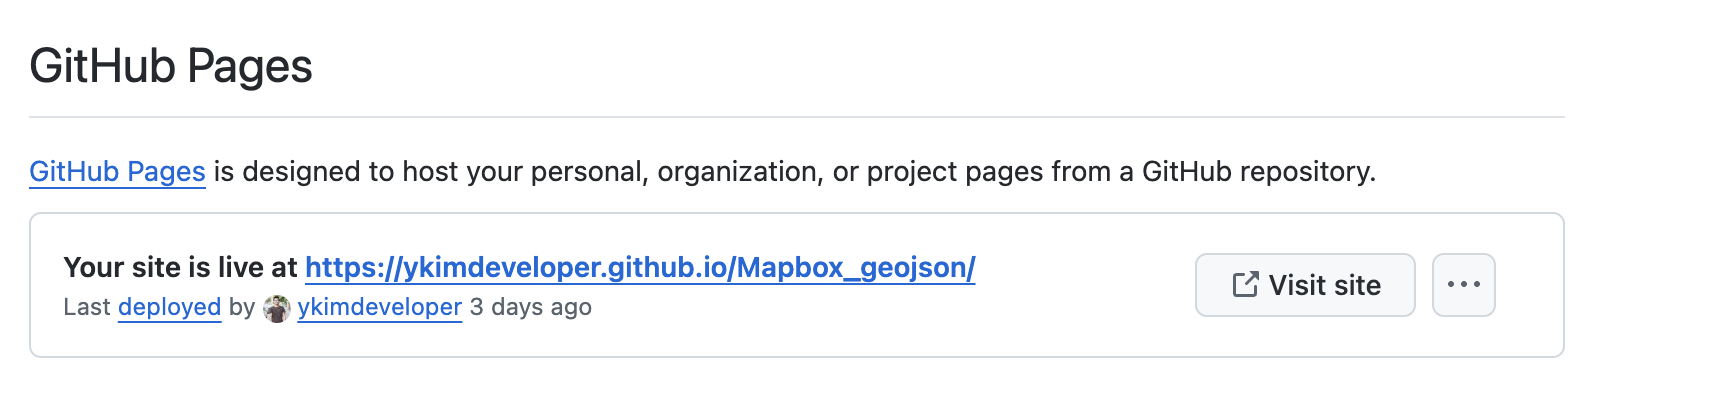 GitHub Pages
GitHub Pages is designed to host your personal, organization, or project pages from a GitHub repository.
Your site is live at https://ykimdeveloper.github.io/Mapbox_geojson/
Last deployed by ykimdeveloper 3 days ago
Visit site